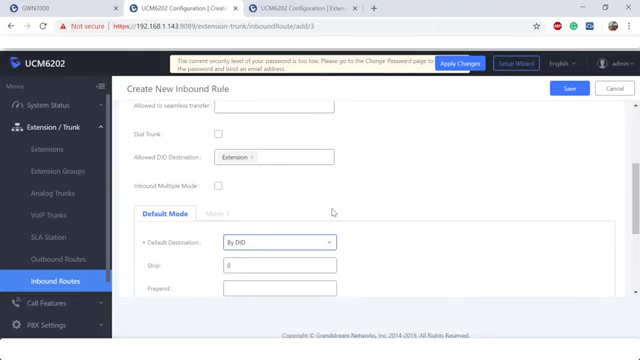 GWN7000
UCM6202 Configuration | Create
UCM6202 Configuration | Extens
Not secure | https://192.168.1.143:8089/extension-trunk/inboundRoute/add/3
UCM6202
The current security level of your password is too low. Please go to the Change Password page to
the password and bind an email address.
Apply Changes
Setup Wizard
English
admin
Menus
Create New Inbound Rule
Save
Cancel
System Status
Allowed to seamless transfer
Extension / Trunk
Dial Trunk:
Extensions
Allowed DID Destination:
Extension ×
Extension Groups
Inbound Multiple Mode:
Analog Trunks
VoIP Trunks
Default Mode
Mode 1
SLA Station
* Default Destination:
By DID
Outbound Routes
Strip:
0
Inbound Routes
Prepend:
Call Features
PBX Settings
Copyright © Grandstream Networks, Inc. 2014-2019. All Rights Reserved.